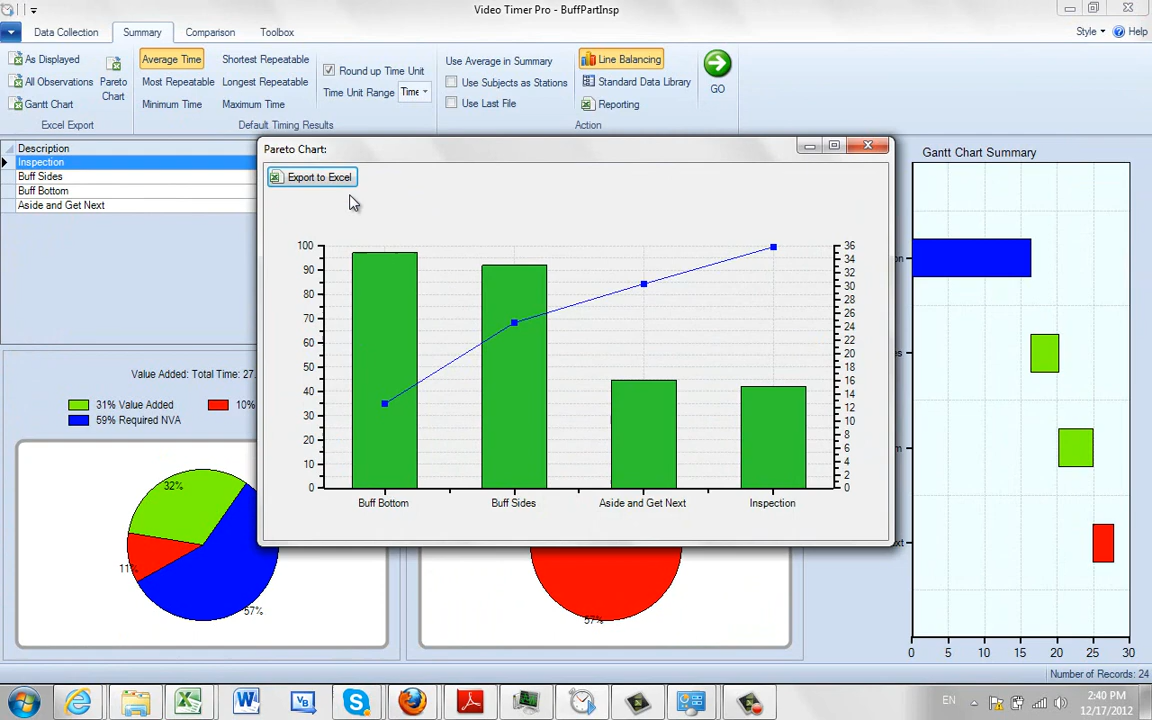 Video Timer Pro - BuffPartInsp
Data Collection Summary Comparison Toolbox
Style Help
As Displayed
All Observations
Gantt Chart
Pareto Chart
Excel Export
Average Time Shortest Repeatable
Most Repeatable Longest Repeatable
Minimum Time Maximum Time
Round up Time Unit
Time Unit Range Time
Default Timing Results
Use Average in Summary
Use Subjects as Stations
Use Last File
Line Balancing
Standard Data Library
Reporting
GO
Action
Description
Inspection
Buff Sides
Buff Bottom
Aside and Get Next
Pareto Chart:
Export to Excel
100 36
34
90 32
30
80 28
26
70 24
22
60 20
50 18
16
40 14
12
30 10
20 8
6
10 4
2
0 0
Buff Bottom Buff Sides Aside and Get Next Inspection
Gantt Chart Summary
0 5 10 15 20 25 30
Value Added: Total Time: 27.
31% Value Added 10%
59% Required NVA
32%
11%
57%
57%
Number of Records: 24
EN
2:40 PM
12/17/2012